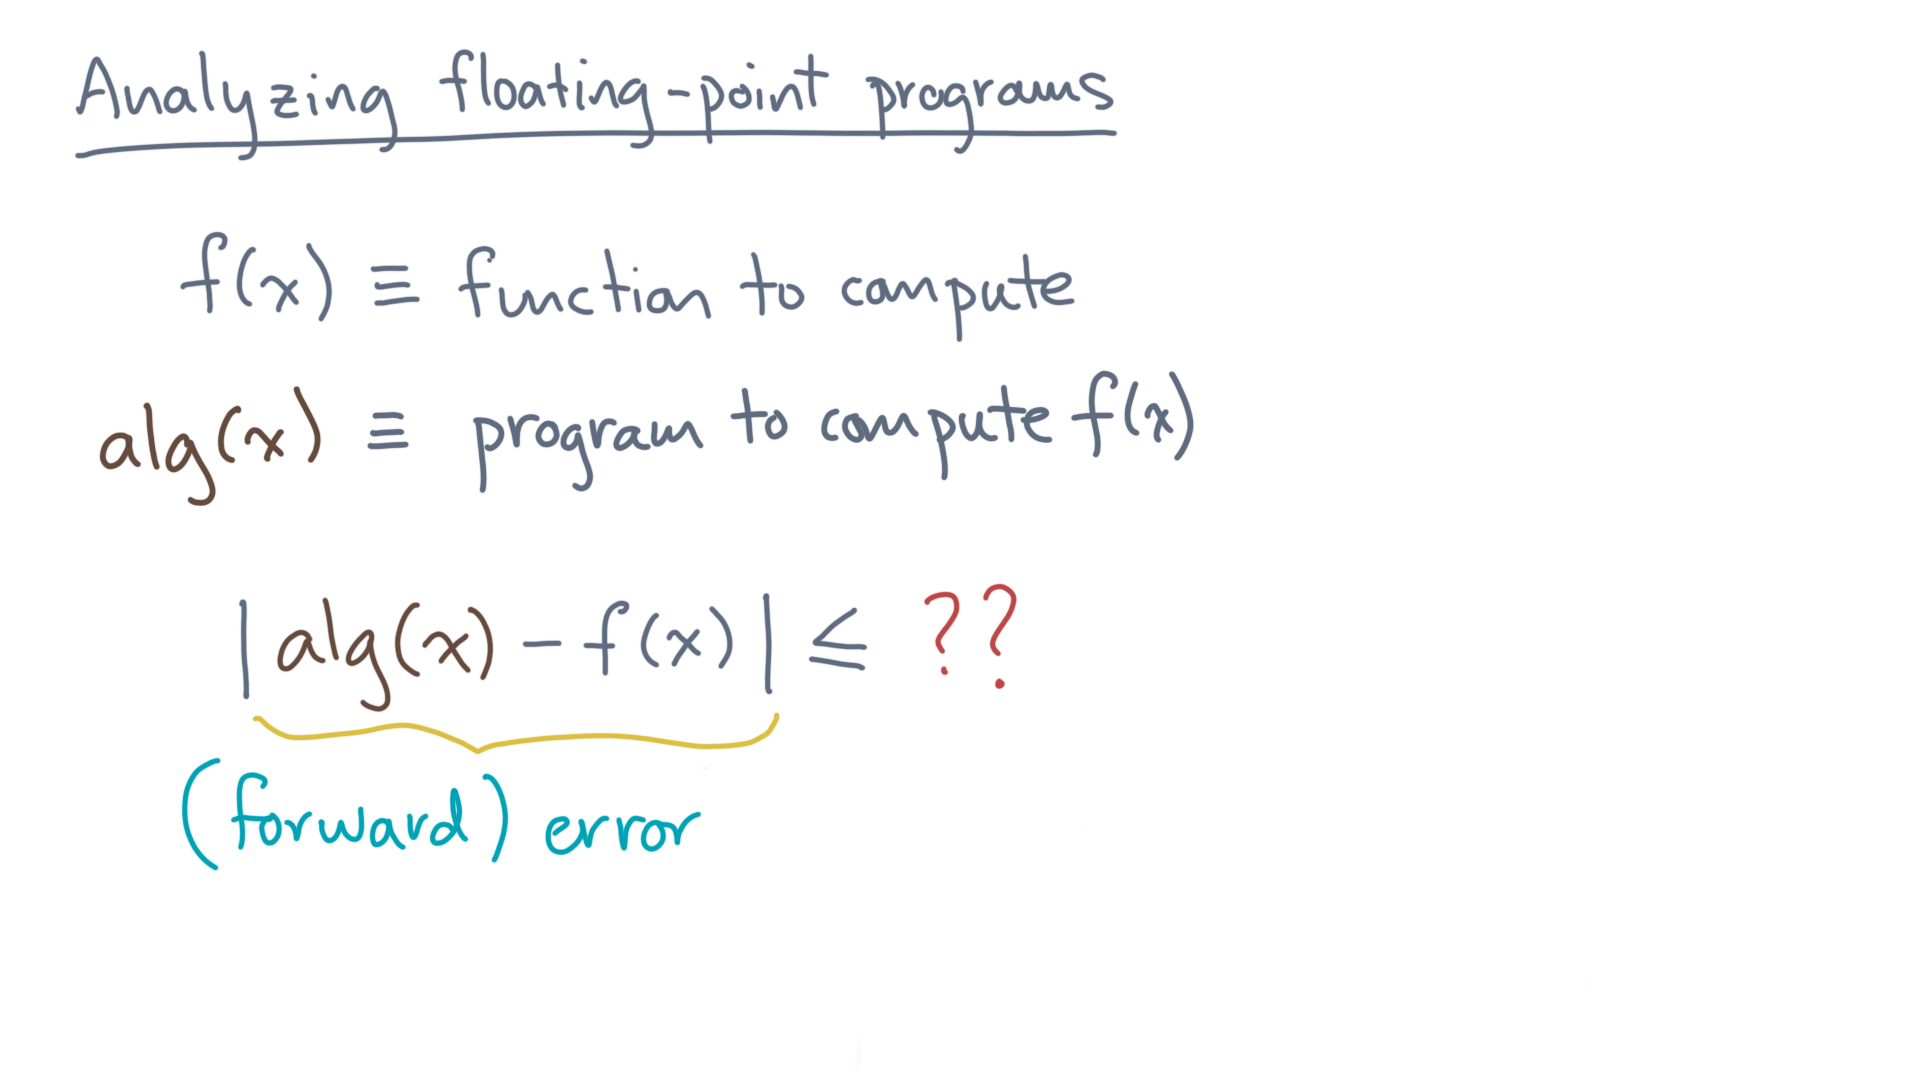 Analyzing floating-point programs
f(x) ≡ function to compute
alg(x) ≡ program to compute f(x)
| alg(x) - f(x) | ≤ ??
(forward) error